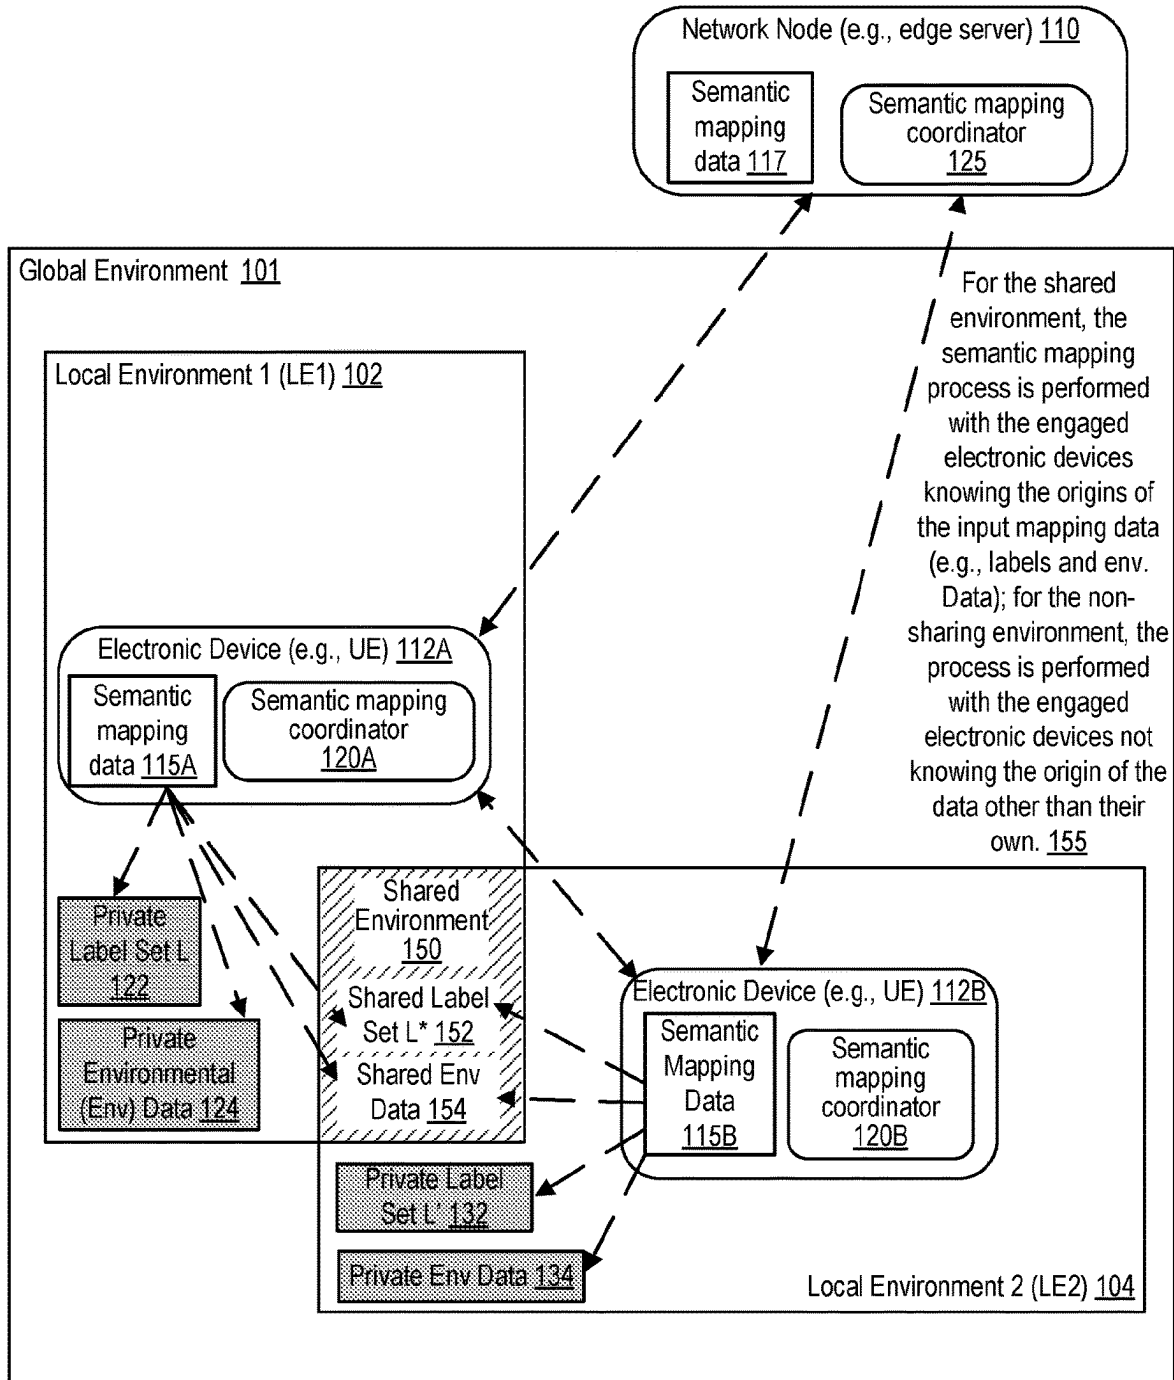 Network Node (e.g., edge server) 110
Semantic
mapping
data 117
Semantic mapping
coordinator
125
Global Environment 101
For the shared
environment, the
semantic mapping
process is performed
with the engaged
electronic devices
knowing the origins of
the input mapping data
(e.g., labels and env.
Data); for the non-
sharing environment, the
process is performed
with the engaged
electronic devices not
knowing the origin of the
data other than their
own. 155
Local Environment 1 (LE1) 102
Electronic Device (e.g., UE) 112A
Semantic
mapping
data 115A
Semantic mapping
coordinator
120A
Private
Label Set L
122
Private
Environmental
(Env) Data 124
Shared
Environment
150
Shared Label
Set L* 152
Shared Env
Data 154
Electronic Device (e.g., UE) 112B
Semantic
Mapping
Data
115B
Semantic
mapping
coordinator
120B
Private Label
Set L' 132
Private Env Data 134
Local Environment 2 (LE2) 104